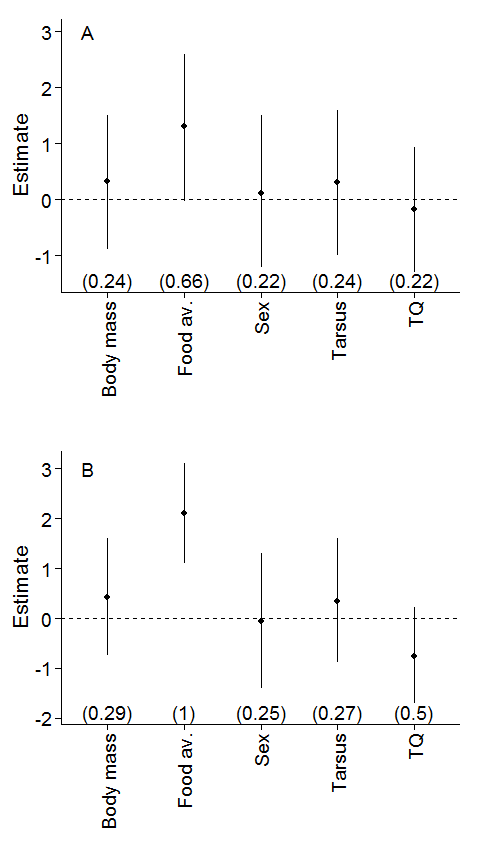 A
3
2
1
0
-1
Estimate
(0.24) (0.66) (0.22) (0.24) (0.22)
Body mass
Food av.
Sex
Tarsus
TQ
B
3
2
1
0
-1
-2
Estimate
(0.29) (1) (0.25) (0.27) (0.5)
Body mass
Food av.
Sex
Tarsus
TQ